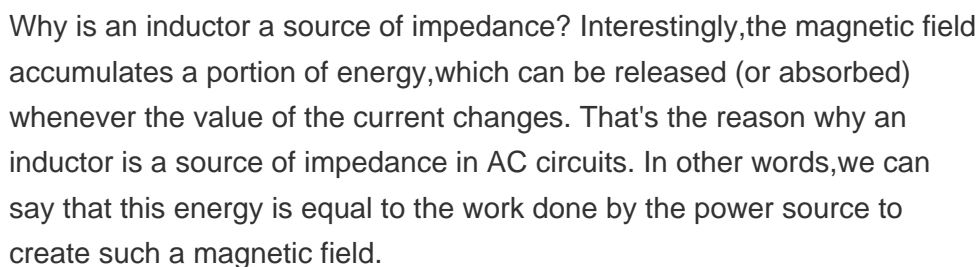 Why is an inductor a source of impedance? Interestingly,the magnetic field
accumulates a portion of energy,which can be released (or absorbed)
whenever the value of the current changes. That's the reason why an
inductor is a source of impedance in AC circuits. In other words,we can
say that this energy is equal to the work done by the power source to
create such a magnetic field.